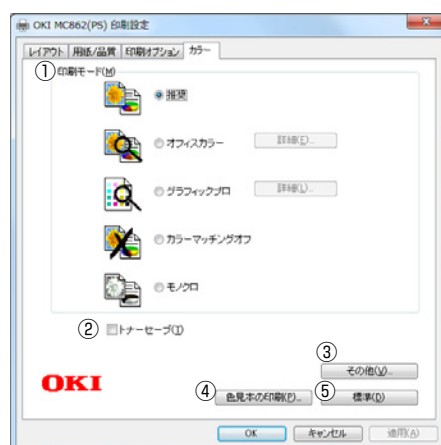 OKI MC862(PS) 印刷設定
レイアウト 用紙/品質 印刷オプション カラー
① 印刷モード(M)
推奨
オフィスカラー 詳細(E)...
グラフィックプロ 詳細(L)...
カラーマッチングオフ
モノクロ
② トナーセーブ(T)
③
その他(V)...
OKI
④ 色見本の印刷(P)... ⑤ 標準(D)
OK キャンセル 適用(A)